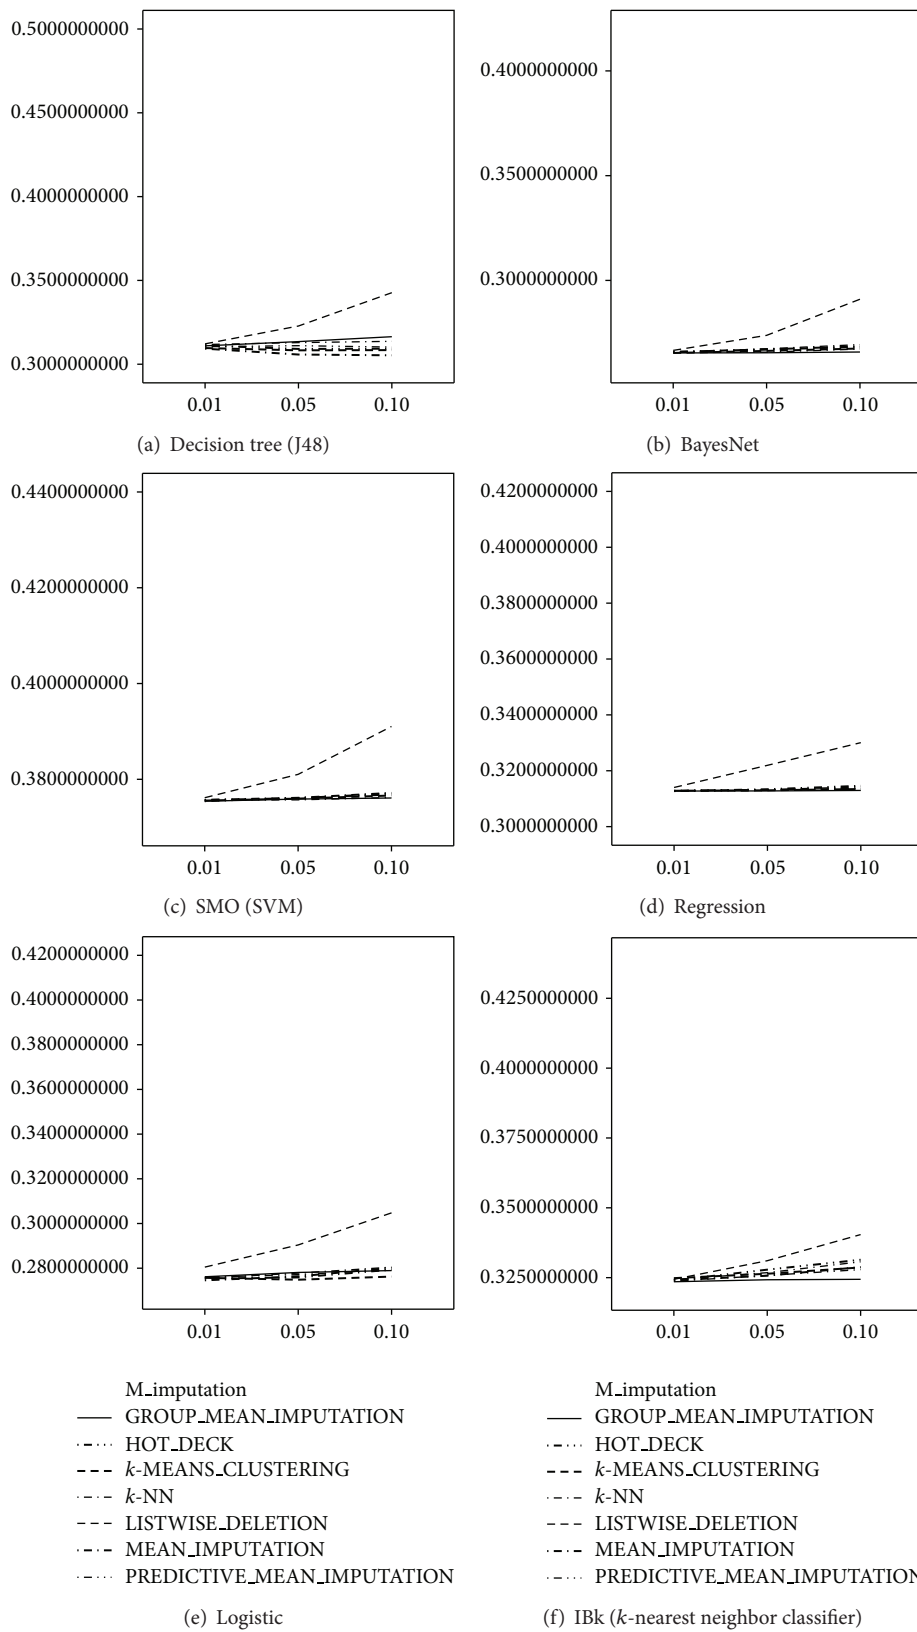 0.5000000000
0.4500000000
0.4000000000
0.3500000000
0.3000000000
0.01 0.05 0.10
(a) Decision tree (J48)
0.4000000000
0.3500000000
0.3000000000
0.01 0.05 0.10
(b) BayesNet
0.4400000000
0.4200000000
0.4000000000
0.3800000000
0.01 0.05 0.10
(c) SMO (SVM)
0.4200000000
0.4000000000
0.3800000000
0.3600000000
0.3400000000
0.3200000000
0.3000000000
0.01 0.05 0.10
(d) Regression
0.4200000000
0.4000000000
0.3800000000
0.3600000000
0.3400000000
0.3200000000
0.3000000000
0.2800000000
0.01 0.05 0.10
M_imputation
GROUP_MEAN_IMPUTATION
HOT_DECK
k-MEANS_CLUSTERING
k-NN
LISTWISE_DELETION
MEAN_IMPUTATION
PREDICTIVE_MEAN_IMPUTATION
(e) Logistic
0.4250000000
0.4000000000
0.3750000000
0.3500000000
0.3250000000
0.01 0.05 0.10
M_imputation
GROUP_MEAN_IMPUTATION
HOT_DECK
k-MEANS_CLUSTERING
k-NN
LISTWISE_DELETION
MEAN_IMPUTATION
PREDICTIVE_MEAN_IMPUTATION
(f) IBk (k-nearest neighbor classifier)